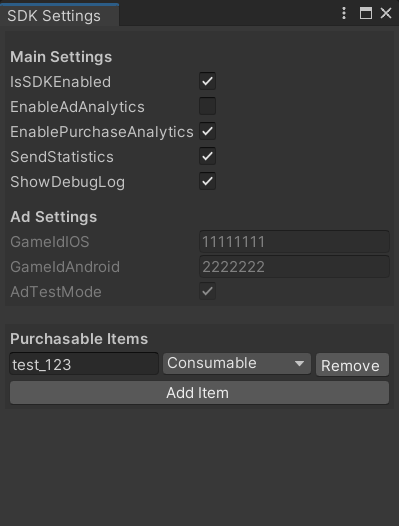 SDK Settings
Main Settings
IsSDKEnabled
EnableAdAnalytics
EnablePurchaseAnalytics
SendStatistics
ShowDebugLog
Ad Settings
GameIdIOS 11111111
GameIdAndroid 2222222
AdTestMode
Purchasable Items
test_123 Consumable Remove
Add Item